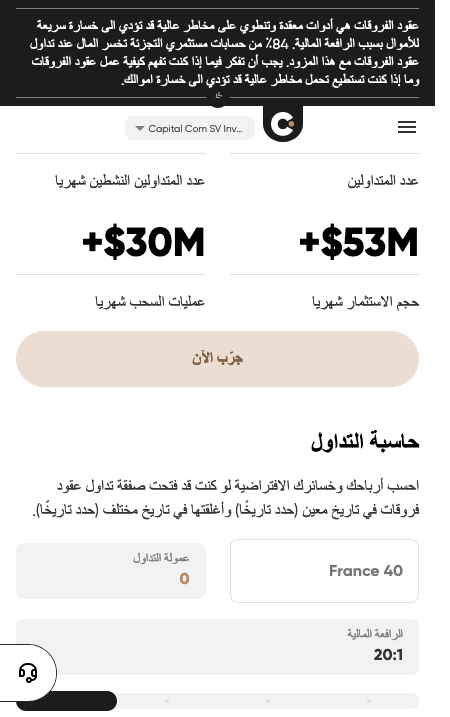 عقود الفروقات هي أدوات معقدة وتنطوي على مخاطر عالية قد تؤدي الى خسارة سريعة
للأموال بسبب الرافعة المالية. 84٪ من حسابات مستثمري التجزئة تخسر المال عند تداول
عقود الفروقات مع هذا المزود. يجب أن تفكر فيما إذا كنت تفهم كيفية عمل عقود الفروقات
وما إذا كنت تستطيع تحمل مخاطر عالية قد تؤدي الى خسارة اموالك.
Capital Com SV Inv...
عدد المتداولين
عدد المتداولين النشطين شهريا
$53M+
$30M+
حجم الاستثمار شهريا
عمليات السحب شهريا
جرّب الآن
حاسبة التداول
احسب أرباحك وخسائرك الافتراضية لو كنت قد فتحت صفقة تداول عقود
فروقات في تاريخ معين (حدد تاريخًا) وأغلقتها في تاريخ مختلف (حدد تاريخًا).
France 40
عمولة التداول
0
الرافعة المالية
20:1